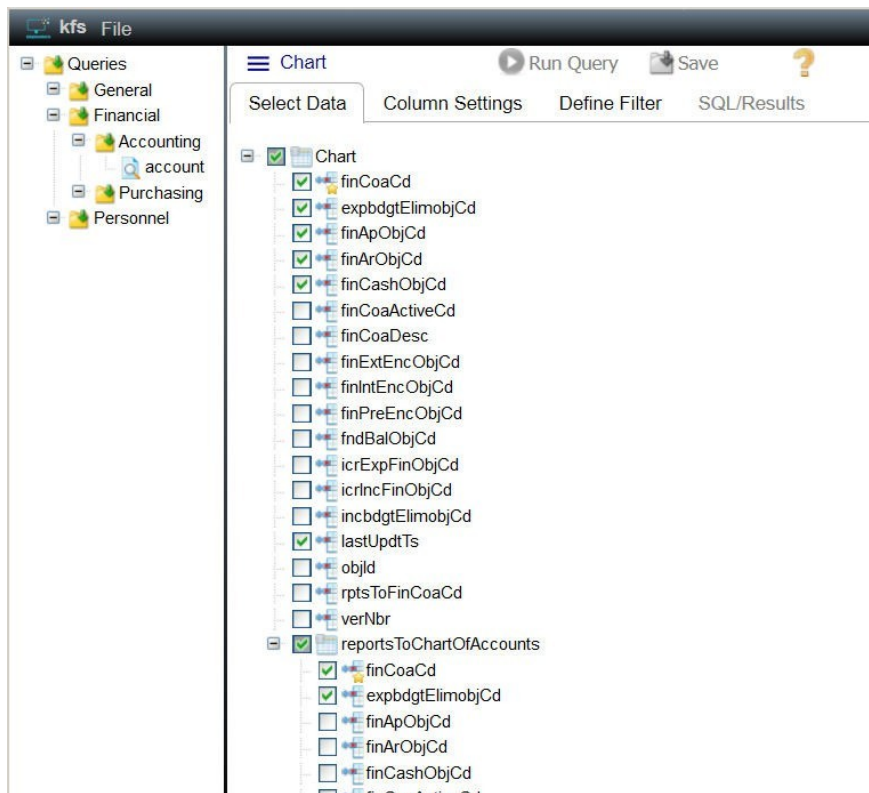 kfs File
Queries
General
Financial
Accounting
account
Purchasing
Personnel
Chart Run Query Save ?
Select Data Column Settings Define Filter SQL/Results
Chart
finCoaCd
expbdgtElimobjCd
finApObjCd
finArObjCd
finCashObjCd
finCoaActiveCd
finCoaDesc
finExtEncObjCd
finIntEncObjCd
finPreEncObjCd
fndBalObjCd
icrExpFinObjCd
icrIncFinObjCd
incbdgtElimobjCd
lastUpdtTs
objId
rptsToFinCoaCd
verNbr
reportsToChartOfAccounts
finCoaCd
expbdgtElimobjCd
finApObjCd
finArObjCd
finCashObjCd